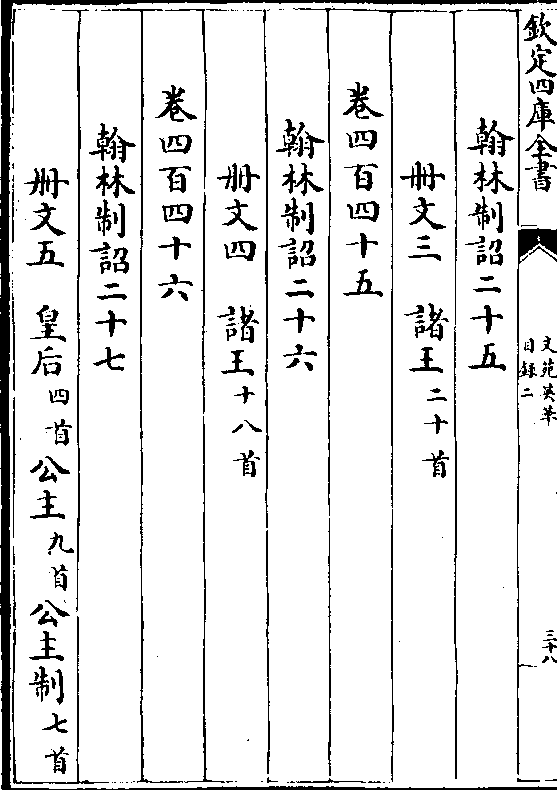 欽定四庫全書
文苑英華
目録二
三十八
翰林制詔二十五
冊文三 諸王二十首
卷四百四十五
翰林制詔二十六
冊文四 諸王十八首
卷四百四十六
翰林制詔二十七
冊文五 皇后四首公主九首公主制七首